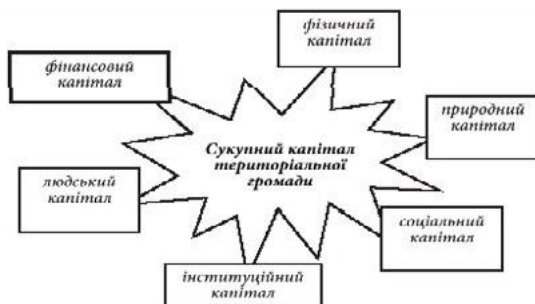 фізичний
капітал
фінансовий
капітал
природний
капітал
Сукупний капітал
територіальної
громади
людський
капітал
соціальний
капітал
інституційний
капітал